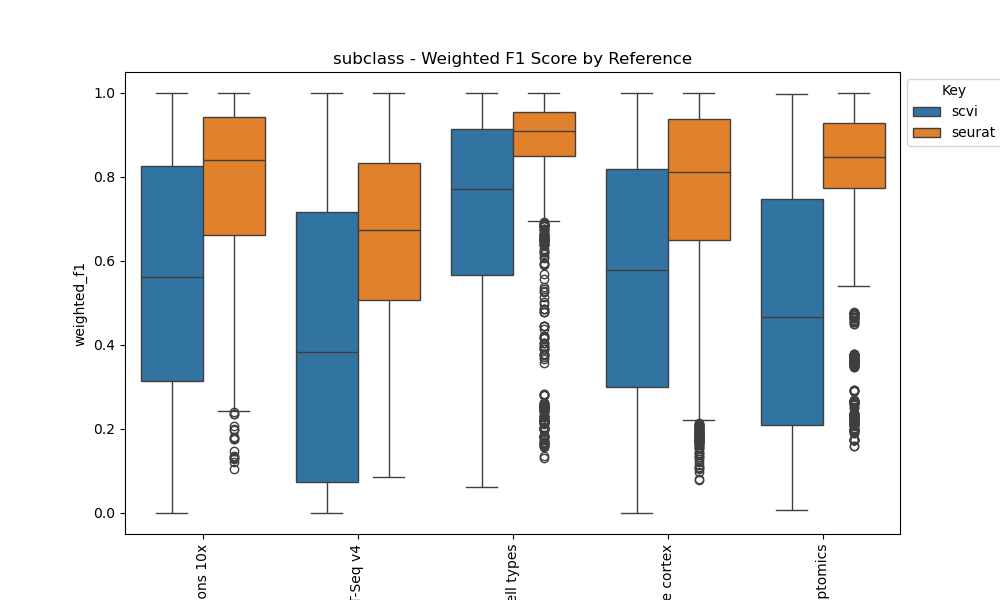 subclass - Weighted F1 Score by Reference
Key
scvi
seurat
weighted_f1
1.0
0.8
0.6
0.4
0.2
0.0
ons 10x
-Seq v4
ell types
e cortex
ptomics